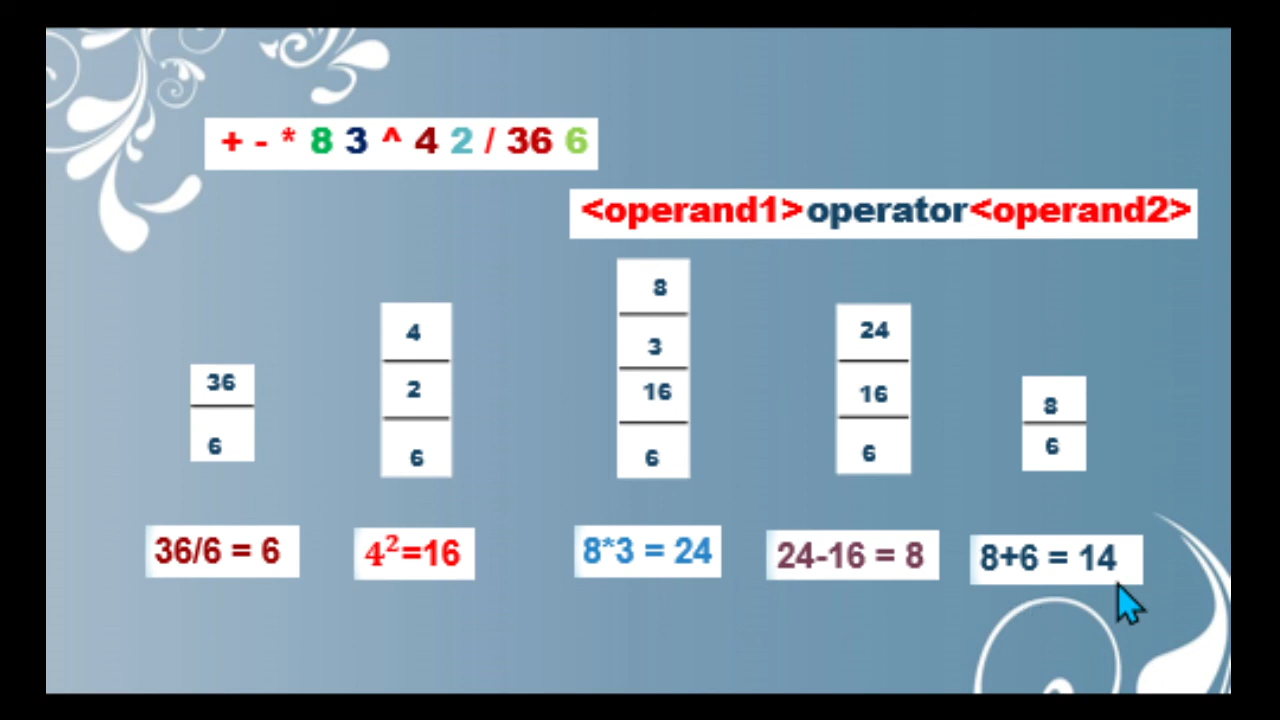 + - * 8 3 ^ 4 2 / 36 6
<operand1>operator<operand2>
36
6
4
2
6
8
3
16
6
24
16
6
8
6
36/6 = 6
4²=16
8*3 = 24
24-16 = 8
8+6 = 14